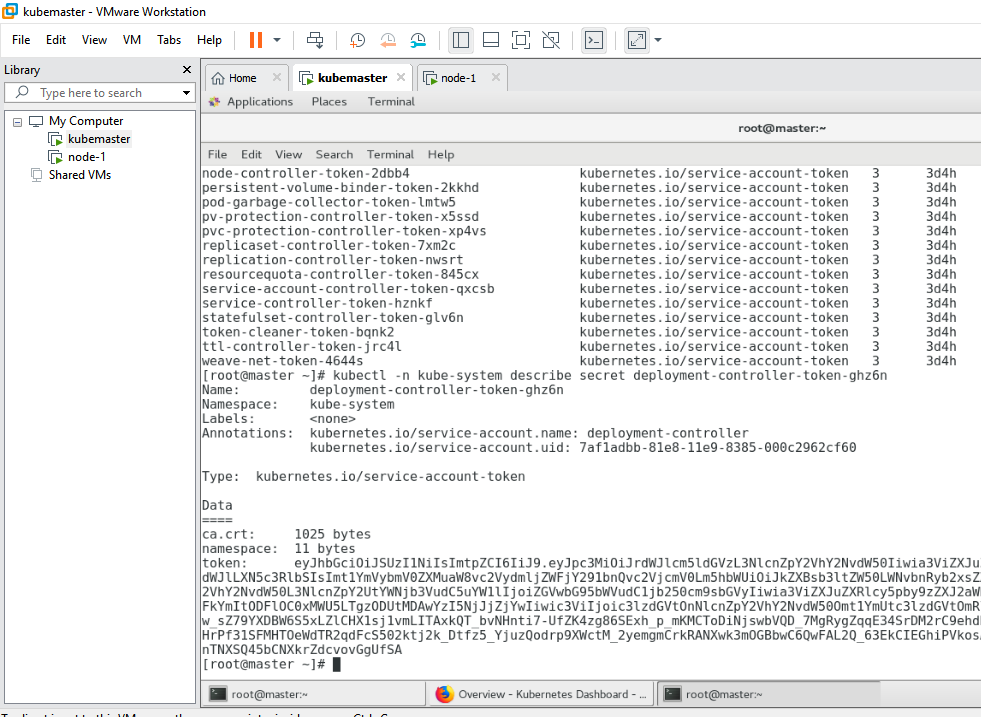 kubemaster - VMware Workstation
File Edit View VM Tabs Help
Library
Type here to search
My Computer
kubemaster
node-1
Shared VMs
Home kubemaster node-1
Applications Places Terminal
root@master:~
File Edit View Search Terminal Help
node-controller-token-2dbb4 kubernetes.io/service-account-token 3 3d4h
persistent-volume-binder-token-2kkhd kubernetes.io/service-account-token 3 3d4h
pod-garbage-collector-token-lmtw5 kubernetes.io/service-account-token 3 3d4h
pv-protection-controller-token-x5ssd kubernetes.io/service-account-token 3 3d4h
pvc-protection-controller-token-xp4vs kubernetes.io/service-account-token 3 3d4h
replicaset-controller-token-7xm2c kubernetes.io/service-account-token 3 3d4h
replication-controller-token-nwsrt kubernetes.io/service-account-token 3 3d4h
resourcequota-controller-token-845cx kubernetes.io/service-account-token 3 3d4h
service-account-controller-token-qxcsb kubernetes.io/service-account-token 3 3d4h
service-controller-token-hznkf kubernetes.io/service-account-token 3 3d4h
statefulset-controller-token-glv6n kubernetes.io/service-account-token 3 3d4h
token-cleaner-token-bqnk2 kubernetes.io/service-account-token 3 3d4h
ttl-controller-token-jrc4l kubernetes.io/service-account-token 3 3d4h
weave-net-token-4644s kubernetes.io/service-account-token 3 3d4h
[root@master ~]# kubectl -n kube-system describe secret deployment-controller-token-ghz6n
Name: deployment-controller-token-ghz6n
Namespace: kube-system
Labels: <none>
Annotations: kubernetes.io/service-account.name: deployment-controller
kubernetes.io/service-account.uid: 7af1adbb-81e8-11e9-8385-000c2962cf60
Type: kubernetes.io/service-account-token
Data
====
ca.crt: 1025 bytes
namespace: 11 bytes
token:
[root@master ~]#
root@master:~ Overview - Kubernetes Dashboard - ... root@master:~